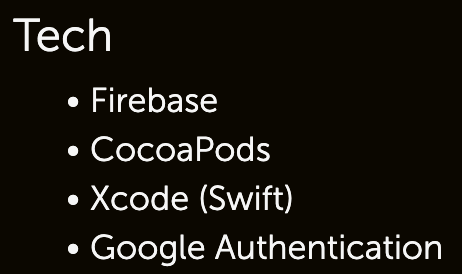 Tech
• Firebase
• CocoaPods
• Xcode (Swift)
• Google Authentication